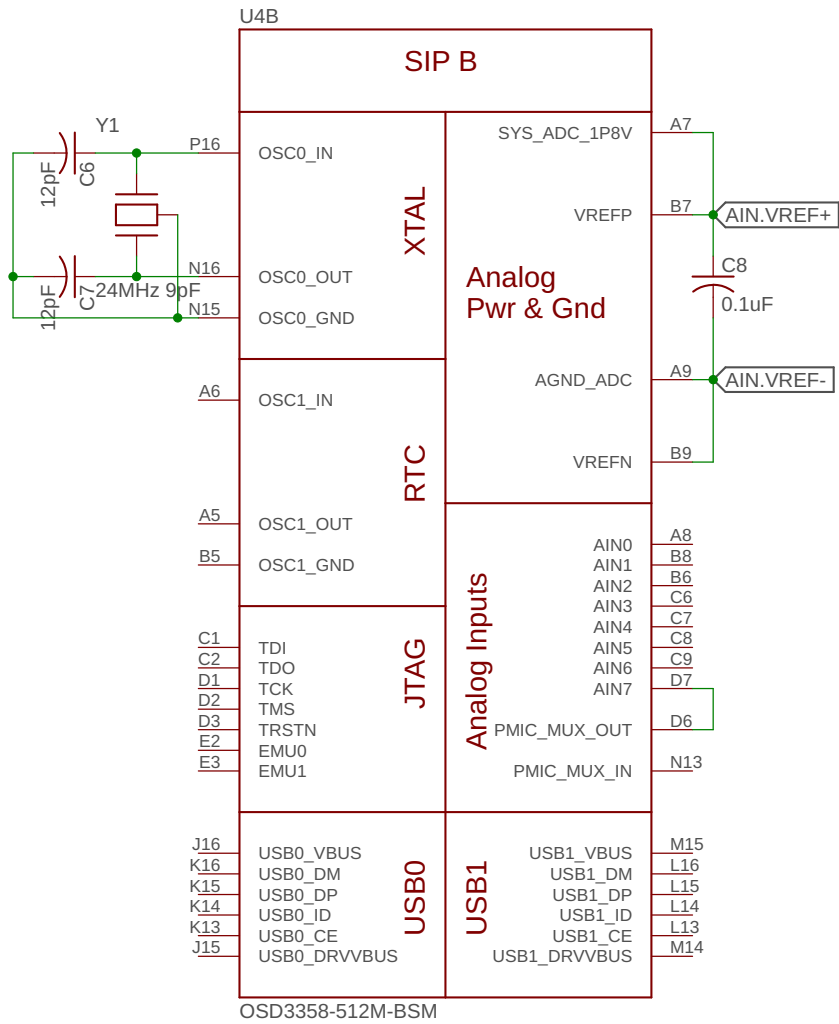 U4B
SIP B
Y1
C6
12pF
C7
12pF
24MHz 9pF
P16 OSC0_IN
N16 OSC0_OUT
N15 OSC0_GND
XTAL
A6 OSC1_IN
A5 OSC1_OUT
B5 OSC1_GND
RTC
C1 TDI
C2 TDO
D1 TCK
D2 TMS
D3 TRSTN
E2 EMU0
E3 EMU1
JTAG
J16 USB0_VBUS
K16 USB0_DM
K15 USB0_DP
K14 USB0_ID
K13 USB0_CE
J15 USB0_DRVVBUS
USB0
SYS_ADC_1P8V A7
VREFP B7
AIN.VREF+
Analog
Pwr & Gnd
C8
0.1uF
AGND_ADC A9
AIN.VREF-
VREFN B9
Analog Inputs
AIN0 A8
AIN1 B8
AIN2 B6
AIN3 C6
AIN4 C7
AIN5 C8
AIN6 C9
AIN7 D7
PMIC_MUX_OUT D6
PMIC_MUX_IN N13
USB1
USB1_VBUS M15
USB1_DM L16
USB1_DP L15
USB1_ID L14
USB1_CE L13
USB1_DRVVBUS M14
OSD3358-512M-BSM